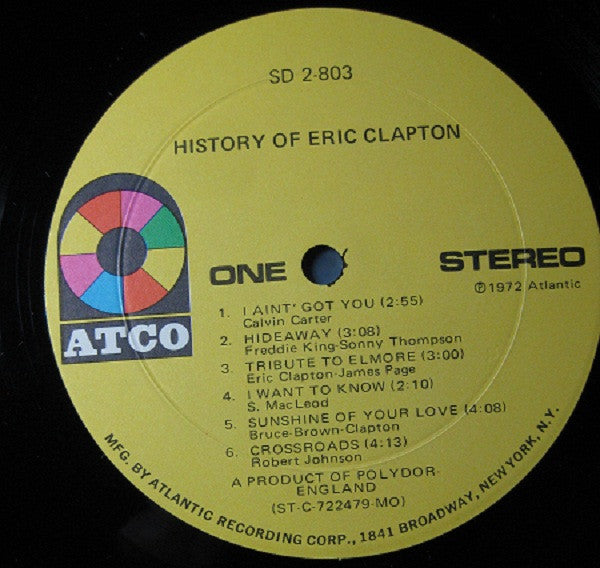 SD 2-803
HISTORY OF ERIC CLAPTON
ATCO
ONE
STEREO
℗1972 Atlantic
1. I AINT' GOT YOU (2:55)
Calvin Carter
2. HIDEAWAY (3:08)
Freddie King-Sonny Thompson
3. TRIBUTE TO ELMORE (3:00)
Eric Clapton-James Page
4. I WANT TO KNOW (2:10)
S. MacLeod
5. SUNSHINE OF YOUR LOVE (4:08)
Bruce-Brown-Clapton
6. CROSSROADS (4:13)
Robert Johnson
A PRODUCT OF POLYDOR-
ENGLAND
(ST-C-722479-MO)
MFG. BY ATLANTIC RECORDING CORP., 1841 BROADWAY, NEW YORK, N.Y.